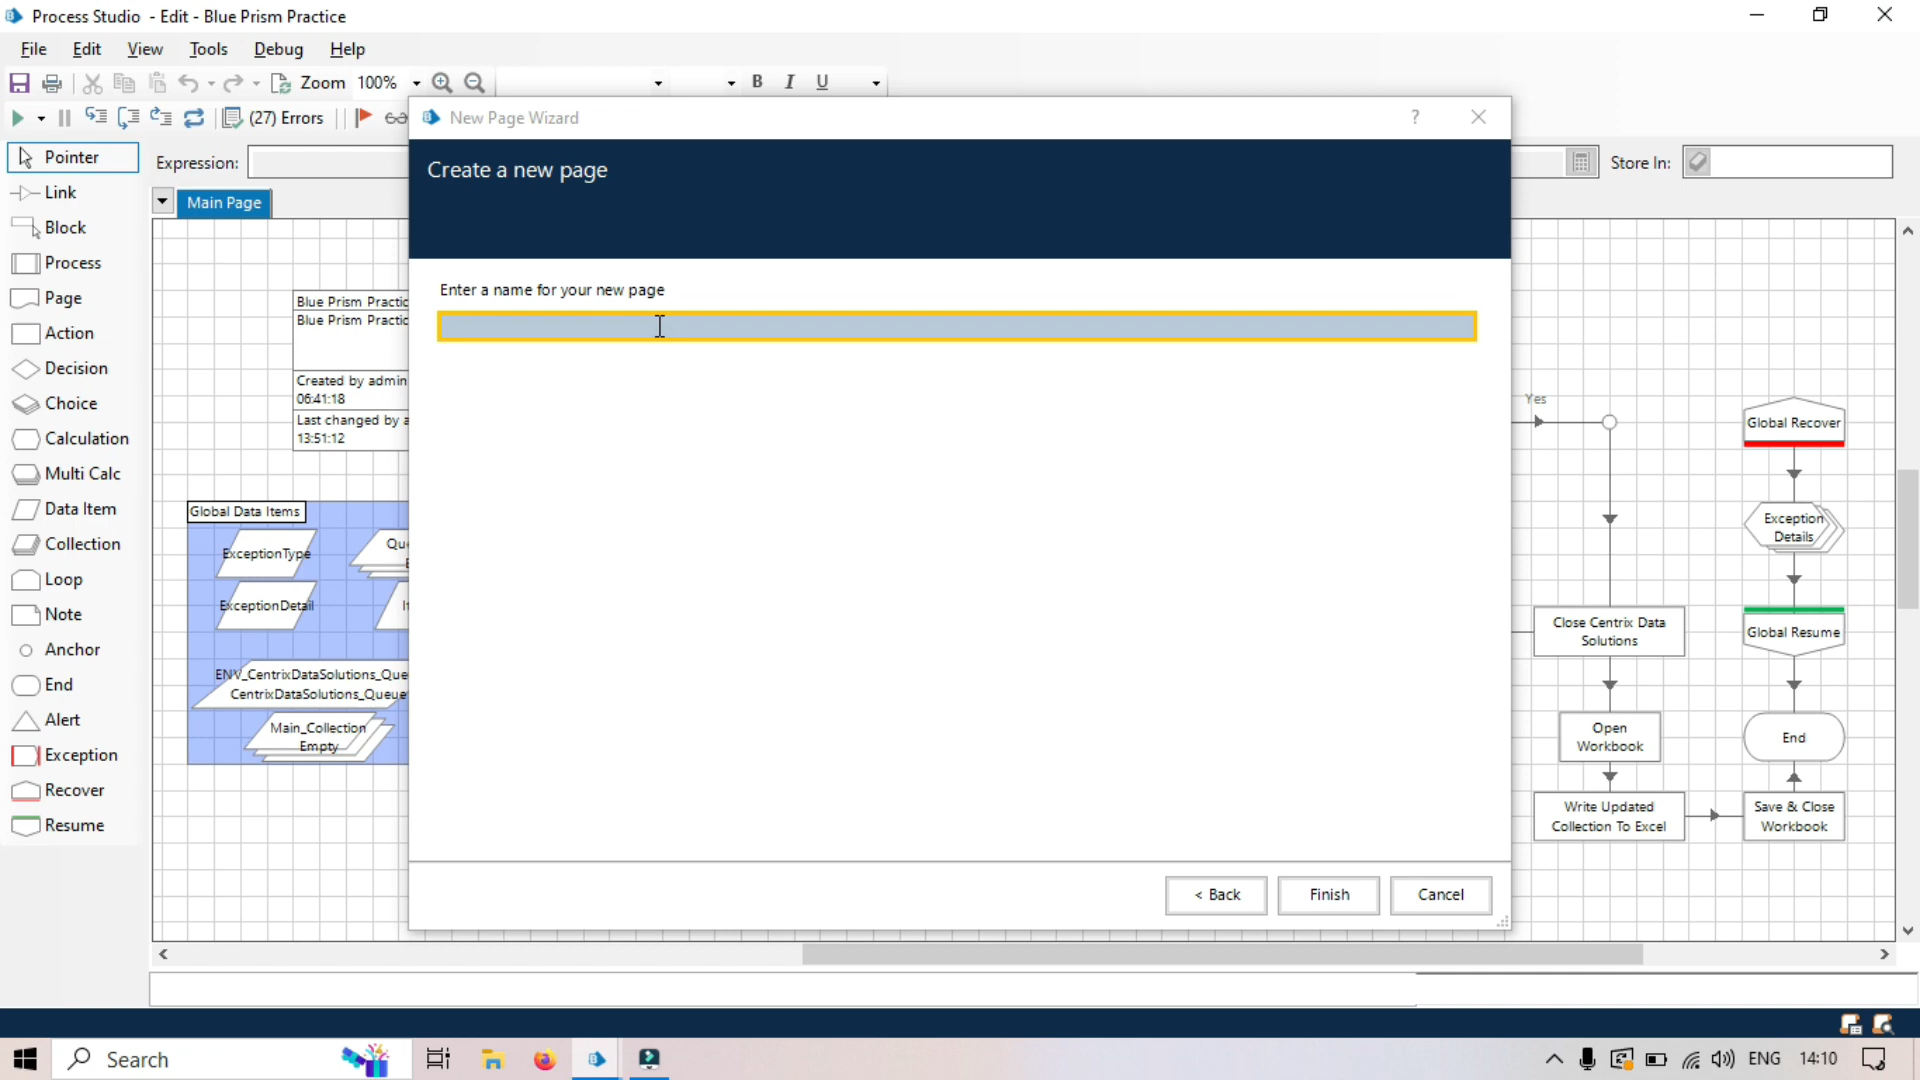 Process Studio - Edit - Blue Prism Practice
File Edit View Tools Debug Help
Zoom 100% B I U
(27) Errors
New Page Wizard ?
Create a new page
Enter a name for your new page
< Back Finish Cancel
Expression:
Store In:
Main Page
Pointer
Link
Block
Process
Page
Action
Decision
Choice
Calculation
Multi Calc
Data Item
Collection
Loop
Note
Anchor
End
Alert
Exception
Recover
Resume
Blue Prism Practic
Blue Prism Practic
Created by admin
06:41:18
Last changed by a
13:51:12
Global Data Items
ExceptionType
Qu
ExceptionDetail
ENV_CentrixDataSolutions_Que
CentrixDataSolutions_Queue
Main_Collection
Empty
Yes
Close Centrix Data
Solutions
Open
Workbook
Write Updated
Collection To Excel
Global Recover
Exception
Details
Global Resume
End
Save & Close
Workbook
Search
ENG 14:10